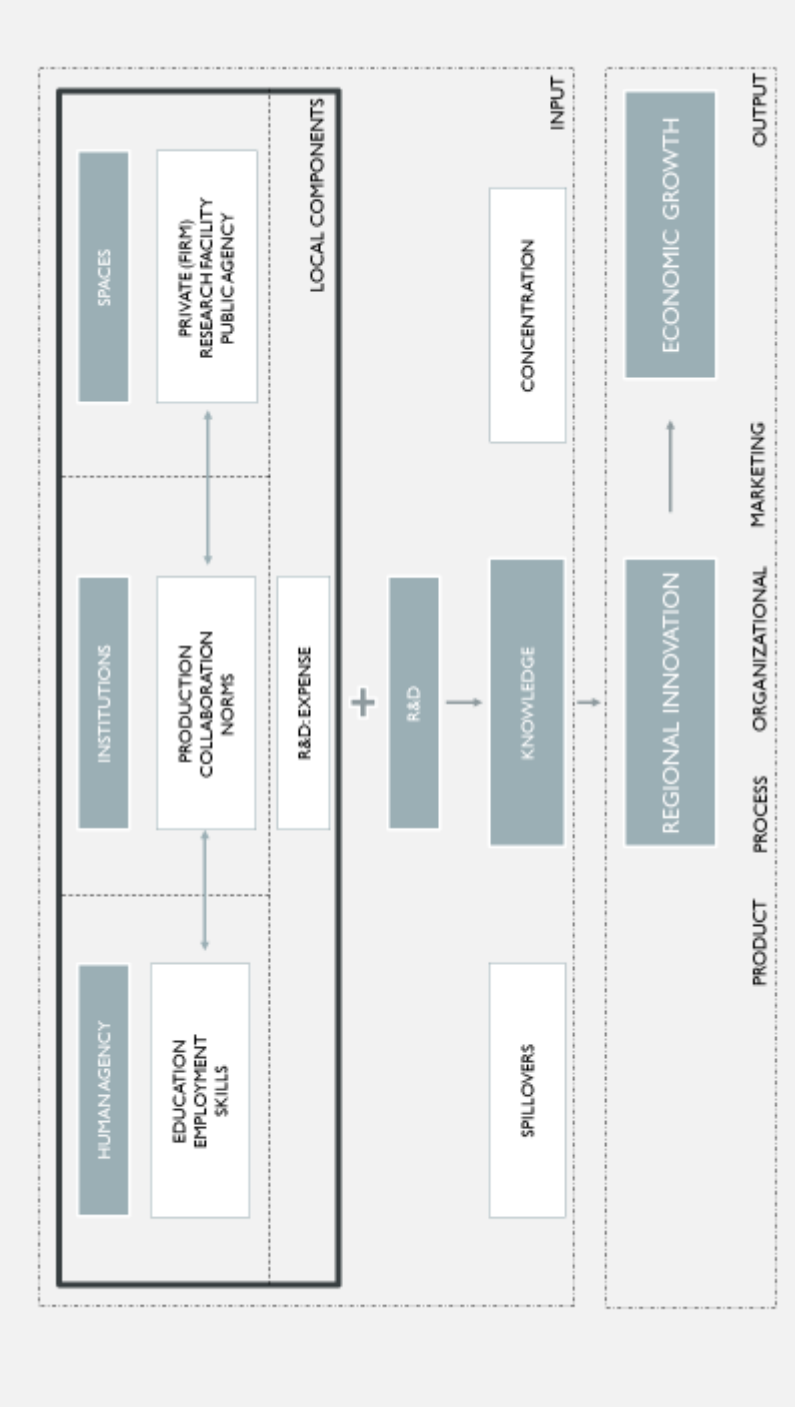 HUMAN AGENCY
INSTITUTIONS
SPACES
EDUCATION
EMPLOYMENT
SKILLS
PRODUCTION
COLLABORATION
NORMS
PRIVATE (FIRM)
RESEARCH FACILITY
PUBLIC AGENCY
R&D: EXPENSE
LOCAL COMPONENTS
+
R&D
SPILLOVERS
KNOWLEDGE
CONCENTRATION
INPUT
REGIONAL INNOVATION
ECONOMIC GROWTH
PRODUCT
PROCESS
ORGANIZATIONAL
MARKETING
OUTPUT